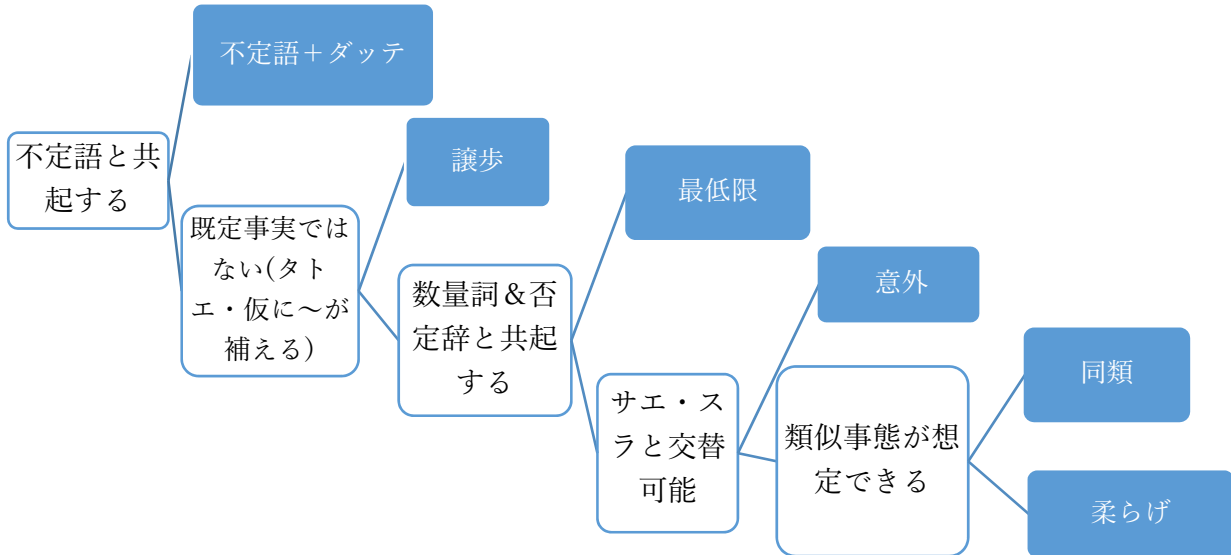 不定語＋ダッテ
不定語と共
起する
譲歩
既定事実では
ない(タト
エ・仮に～が
補える)
最低限
数量詞＆否
定辞と共起
する
意外
サエ・ス
ラと交替
可能
同類
類似事態が想
定できる
柔らげ